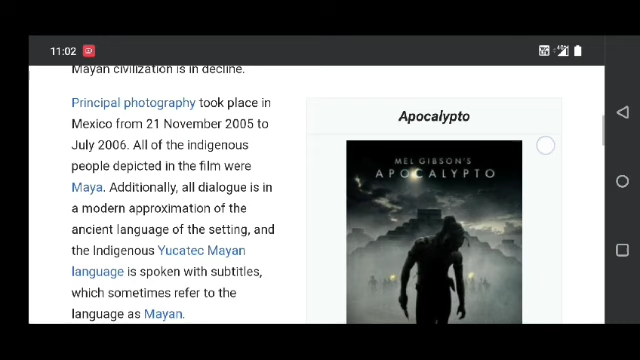 11:02
Mayan civilization is in decline.
Principal photography took place in
Mexico from 21 November 2005 to
July 2006. All of the indigenous
people depicted in the film were
Maya. Additionally, all dialogue is in
a modern approximation of the
ancient language of the setting, and
the Indigenous Yucatec Mayan
language is spoken with subtitles,
which sometimes refer to the
language as Mayan.
Apocalypto
MEL GIBSON'S
APOCALYPTO